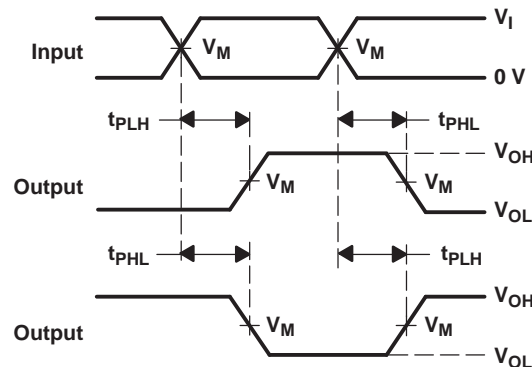 V_I
Input
V_M
V_M
0 V
t_PLH
t_PHL
V_OH
Output
V_M
V_M
V_OL
t_PHL
t_PLH
V_OH
Output
V_M
V_M
V_OL